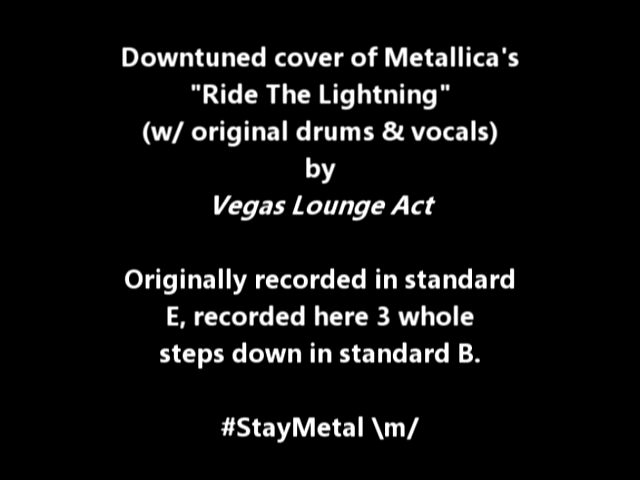 Downtuned cover of Metallica's
"Ride The Lightning"
(w/ original drums & vocals)
by
Vegas Lounge Act
Originally recorded in standard
E, recorded here 3 whole
steps down in standard B.
#StayMetal \m/